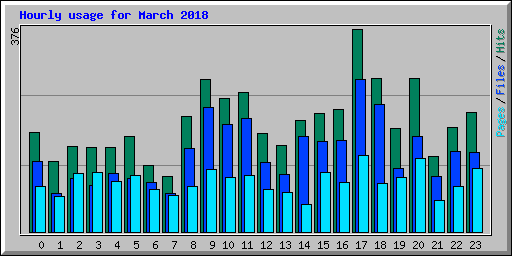 Hourly usage for March 2018
376
Pages/Files/Hits
0 1 2 3 4 5 6 7 8 9 10 11 12 13 14 15 16 17 18 19 20 21 22 23